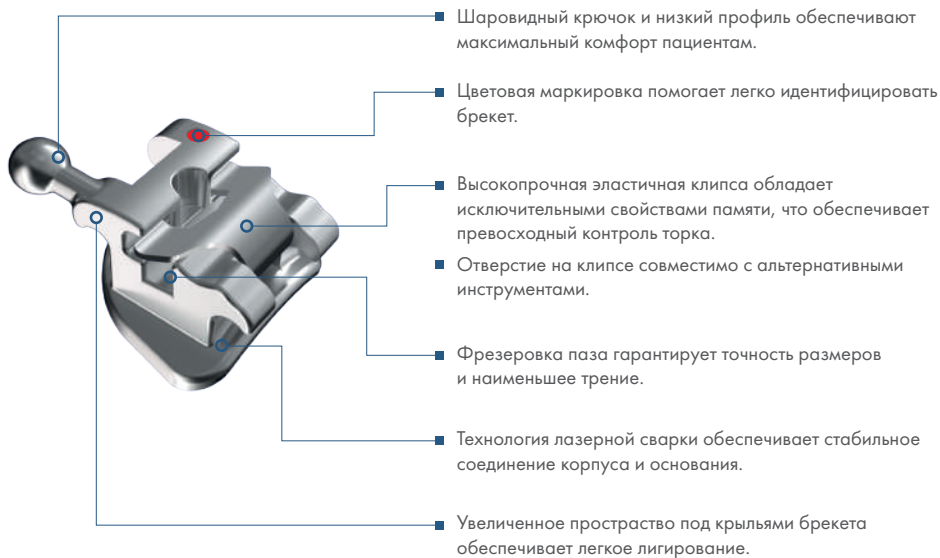 Шаровидный крючок и низкий профиль обеспечивают
максимальный комфорт пациентам.
Цветовая маркировка помогает легко идентифицировать
брекет.
Высокопрочная эластичная клипса обладает
исключительными свойствами памяти, что обеспечивает
превосходный контроль торка.
Отверстие на клипсе совместимо с альтернативными
инструментами.
Фрезеровка паза гарантирует точность размеров
и наименьшее трение.
Технология лазерной сварки обеспечивает стабильное
соединение корпуса и основания.
Увеличенное простраство под крыльями брекета
обеспечивает легкое лигирование.